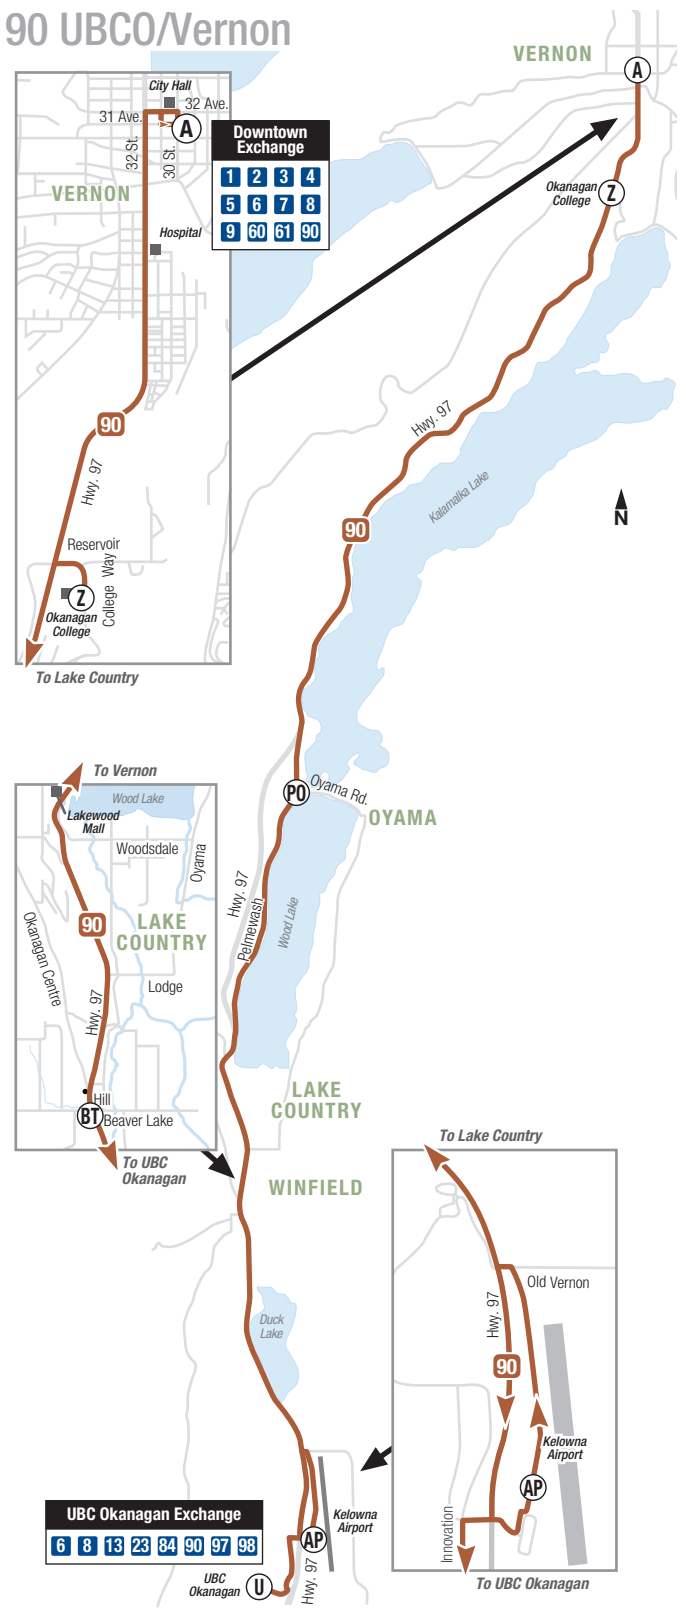 90 UBCO/Vernon
VERNON
A
Okanagan
College
Z
Hwy. 97
Kalamalka Lake
90
N
City Hall
32 Ave.
31 Ave.
A
32 St.
30 St.
VERNON
Hospital
90
Hwy. 97
Reservoir
College Way
Z
Okanagan
College
To Lake Country
Downtown
Exchange
1 2 3 4
5 6 7 8
9 60 61 90
PO
Oyama Rd.
OYAMA
Hwy. 97
Pelmewash
Wood Lake
To Vernon
Wood Lake
Lakewood
Mall
Woodsdale
Oyama
90
LAKE
COUNTRY
Okanagan Centre
Lodge
Hwy. 97
Hill
BT
Beaver Lake
To UBC
Okanagan
LAKE
COUNTRY
WINFIELD
Duck
Lake
To Lake Country
Old Vernon
Hwy. 97
90
Kelowna
Airport
AP
Innovation
To UBC Okanagan
UBC Okanagan Exchange
6 8 13 23 84 90 97 98
Kelowna
Airport
AP
Hwy. 97
UBC
Okanagan
U